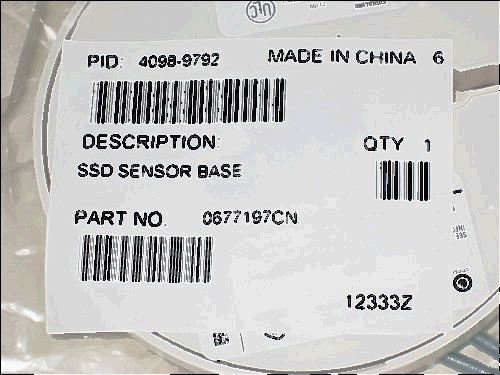 PID: 4098-9792 MADE IN CHINA 6
DESCRIPTION:
QTY 1
SSD SENSOR BASE
PART NO. 0677197CN
12333Z